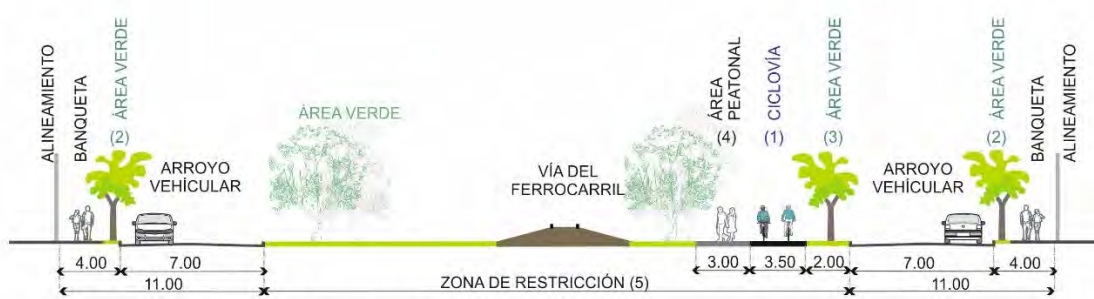 ALINEAMIENTO
BANQUETA
(2) ÁREA VERDE
ARROYO
VEHÍCULAR
ÁREA VERDE
VÍA DEL
FERROCARRIL
ÁREA
PEATONAL
(4)
(1) CICLOVÍA
(3) ÁREA VERDE
ARROYO
VEHÍCULAR
(2) ÁREA VERDE
BANQUETA
ALINEAMIENTO
4.00
7.00
3.00
3.50
2.00
7.00
4.00
11.00
ZONA DE RESTRICCIÓN (5)
11.00